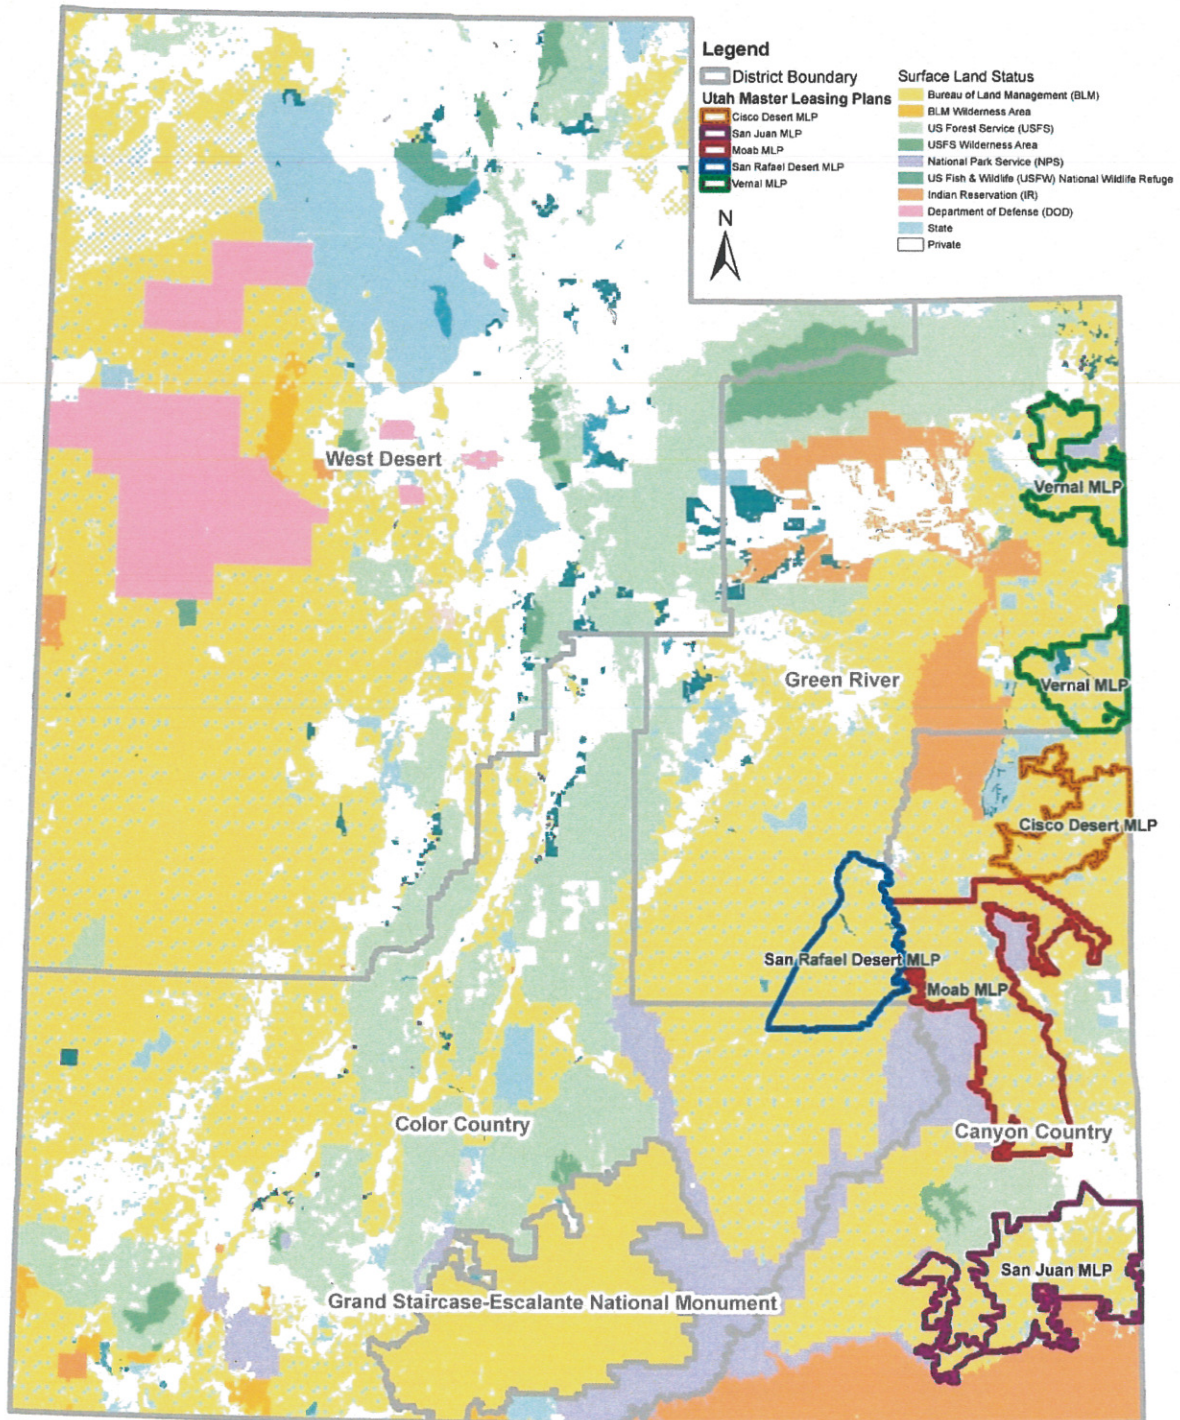 Legend
District Boundary
Utah Master Leasing Plans
Cisco Desert MLP
San Juan MLP
Moab MLP
San Rafael Desert MLP
Vernal MLP
Surface Land Status
Bureau of Land Management (BLM)
BLM Wilderness Area
US Forest Service (USFS)
USFS Wilderness Area
National Park Service (NPS)
US Fish & Wildlife (USFW) National Wildlife Refuge
Indian Reservation (IR)
Department of Defense (DOD)
State
Private
N
West Desert
Vernal MLP
Green River
Vernal MLP
Cisco Desert MLP
San Rafael Desert MLP
Moab MLP
Color Country
Canyon Country
San Juan MLP
Grand Staircase-Escalante National Monument